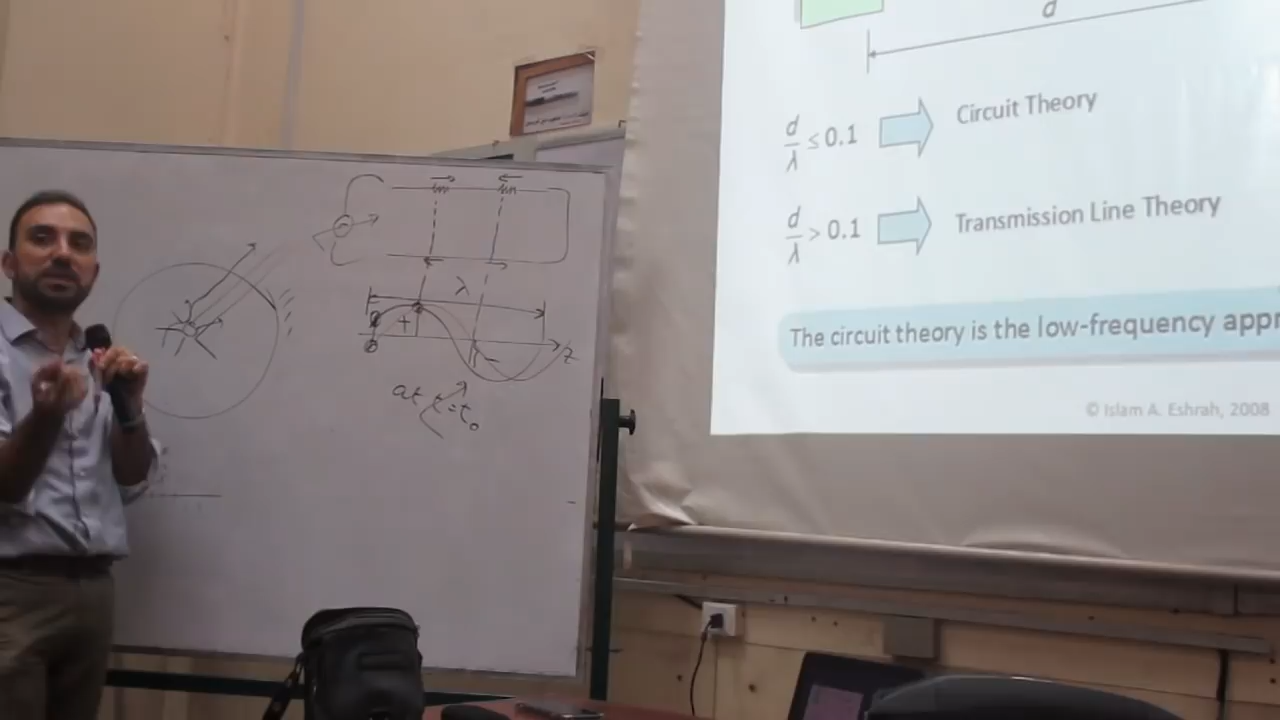 λ
+
z
at t=t₀
d
d/λ ≤ 0.1
Circuit Theory
d/λ > 0.1
Transmission Line Theory
The circuit theory is the low-frequency appr
© Islam A. Eshrah, 2008